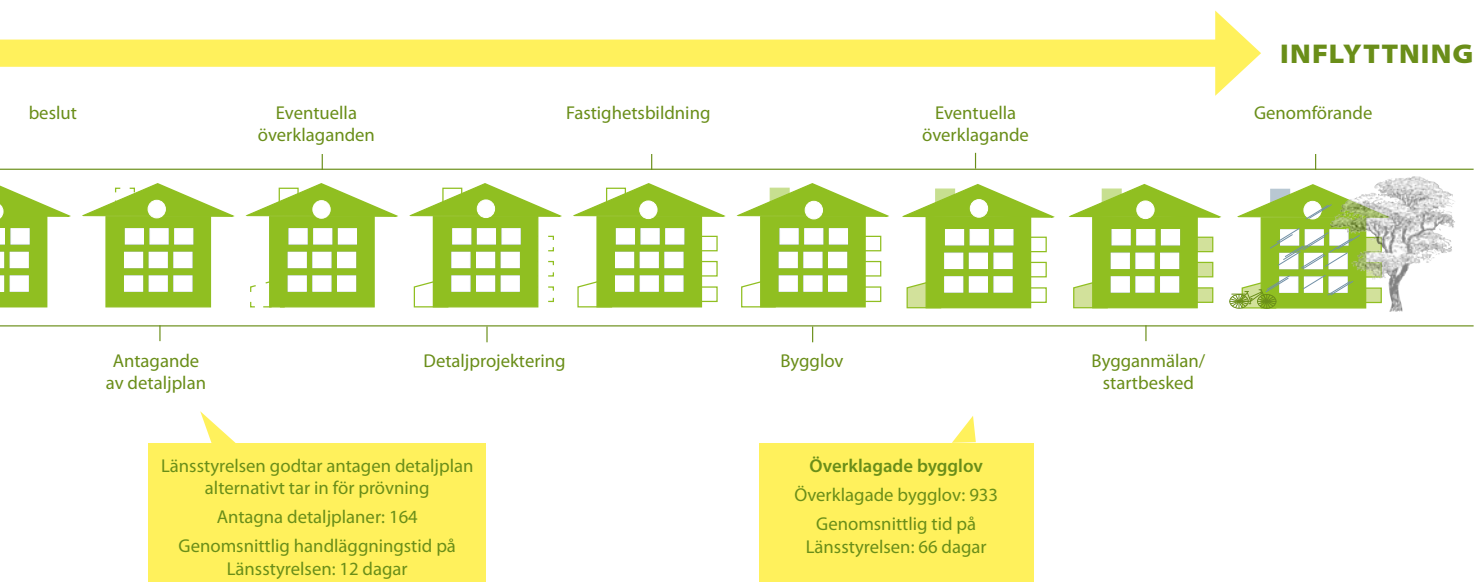 INFLYTTNING
beslut
Eventuella
överklaganden
Fastighetsbildning
Eventuella
överklagande
Genomförande
Antagande
av detaljplan
Detaljprojektering
Bygglov
Bygganmälan/
startbesked
Länsstyrelsen godtar antagen detaljplan
alternativt tar in för prövning
Antagna detaljplaner: 164
Genomsnittlig handläggningstid på
Länsstyrelsen: 12 dagar
Överklagade bygglov
Överklagade bygglov: 933
Genomsnittlig tid på
Länsstyrelsen: 66 dagar